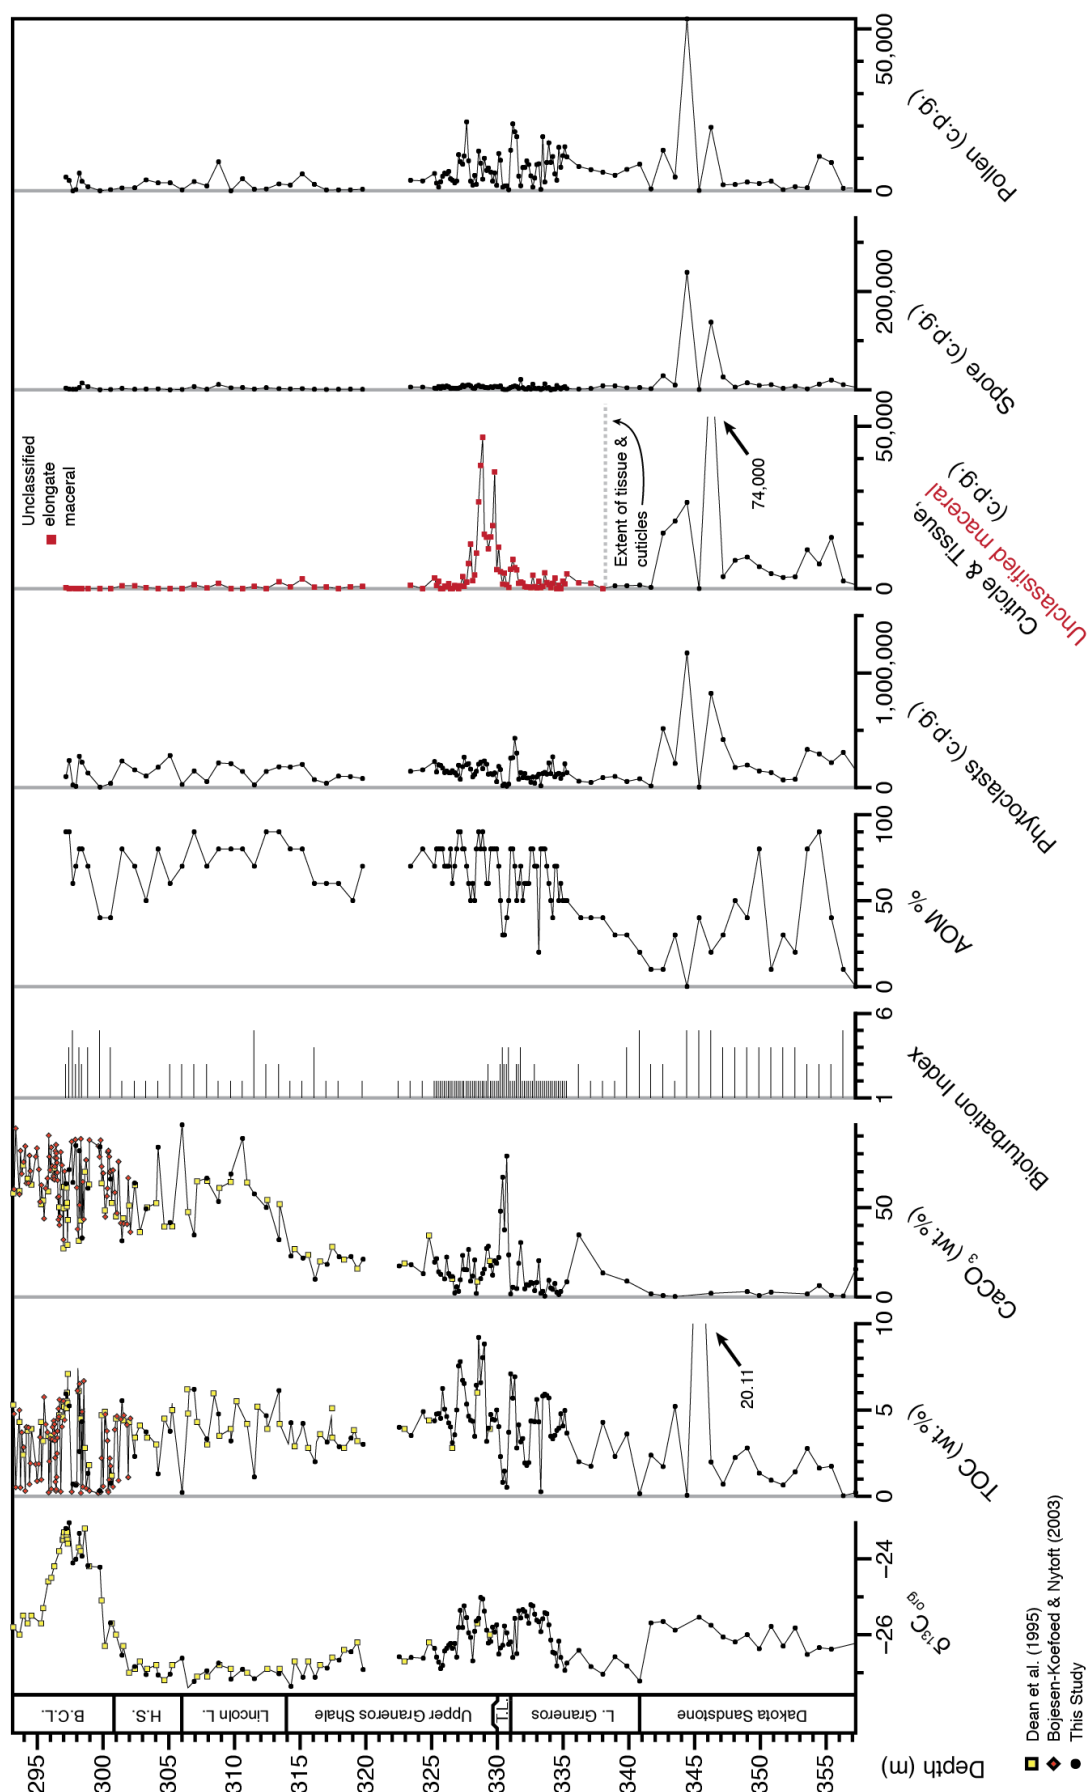 Depth (m)
295
300
305
310
315
320
325
330
335
340
345
350
355
B.C.L.
H.S.
Lincoln L.
Upper Graneros Shale
T.L.
L. Graneros
Dakota Sandstone
δ13Corg
-26
-24
TOC (wt.%)
0
5
10
20.11
CaCO3 (wt.%)
0
50
Bioturbation Index
1
6
AOM %
0
50
100
Phytoclasts (c.p.g.)
0
1,000,000
Cuticle & Tissue,
Unclassified maceral
(c.p.g.)
0
50,000
74,000
Extent of tissue &
cuticles
Unclassified
elongate
maceral
Spore (c.p.g.)
200,000
Pollen (c.p.g.)
0
50,000
Dean et al. (1995)
Bojesen-Koefoed & Nytoft (2003)
This Study